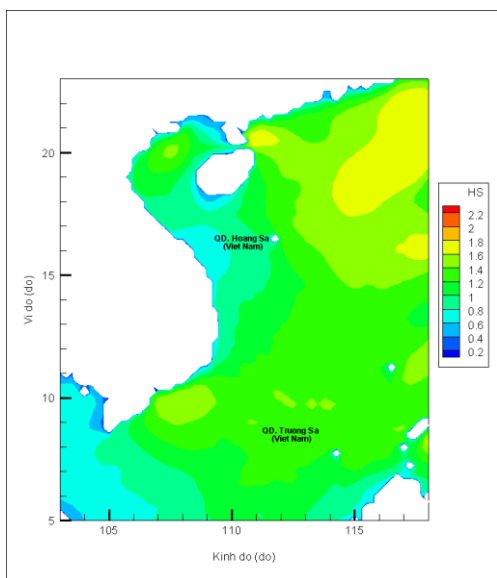 20
15
10
5
Vi do (do)
105
110
115
Kinh do (do)
QD. Hoang Sa
(Viet Nam)
QD. Truong Sa
(Viet Nam)
HS
2.2
2
1.8
1.6
1.4
1.2
1
0.8
0.6
0.4
0.2